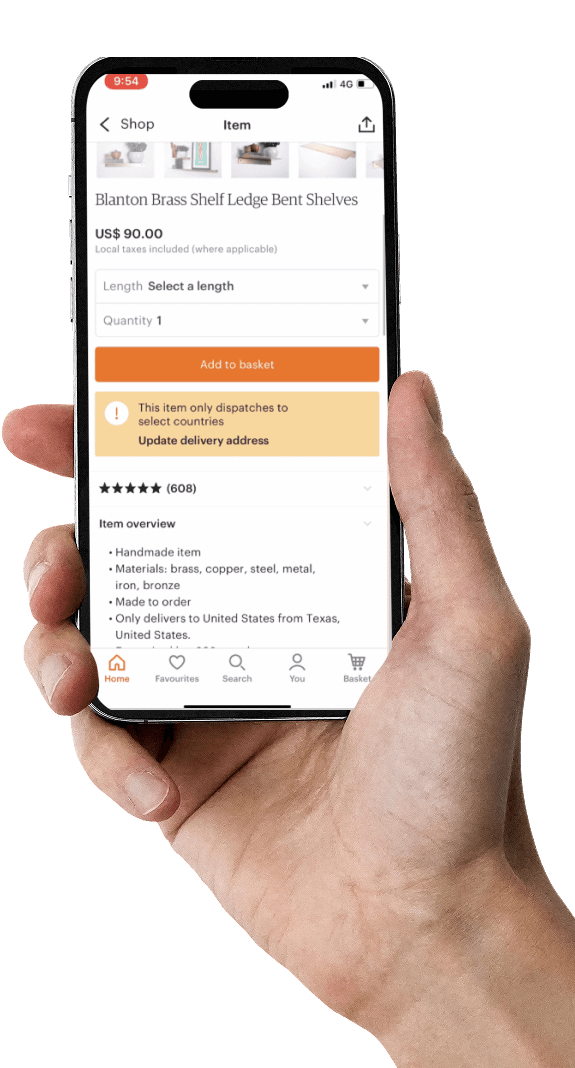 9:54
4G
Shop
Item
Blanton Brass Shelf Ledge Bent Shelves
US$ 90.00
Local taxes included (where applicable)
Length Select a length
Quantity 1
Add to basket
! This item only dispatches to
select countries
Update delivery address
★★★★★ (608)
Item overview
• Handmade item
• Materials: brass, copper, steel, metal,
iron, bronze
• Made to order
• Only delivers to United States from Texas,
United States.
Home Favourites Search You Basket